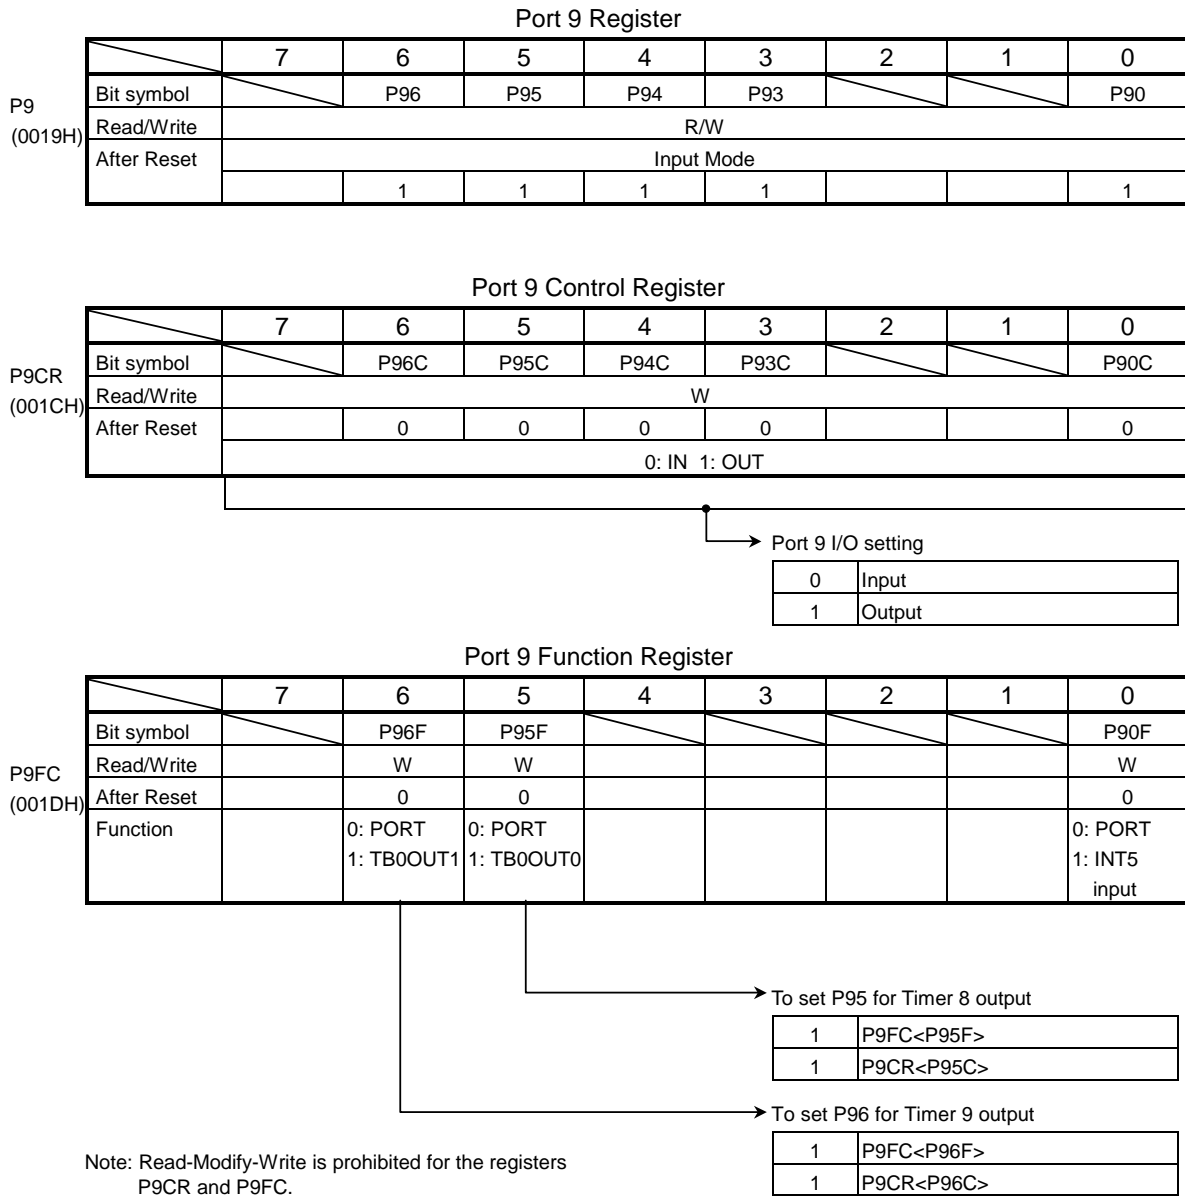 Port 9 Register
7 6 5 4 3 2 1 0
P9
(0019H)
Bit symbol P96 P95 P94 P93 P90
Read/Write R/W
After Reset Input Mode
1 1 1 1 1
Port 9 Control Register
7 6 5 4 3 2 1 0
P9CR
(001CH)
Bit symbol P96C P95C P94C P93C P90C
Read/Write W
After Reset 0 0 0 0 0
0: IN 1: OUT
Port 9 I/O setting
0 Input
1 Output
Port 9 Function Register
7 6 5 4 3 2 1 0
P9FC
(001DH)
Bit symbol P96F P95F P90F
Read/Write W W W
After Reset 0 0 0
Function 0: PORT 0: PORT 0: PORT
1: TB0OUT1 1: TB0OUT0 1: INT5
input
To set P95 for Timer 8 output
1 P9FC<P95F>
1 P9CR<P95C>
To set P96 for Timer 9 output
1 P9FC<P96F>
1 P9CR<P96C>
Note: Read-Modify-Write is prohibited for the registers
P9CR and P9FC.